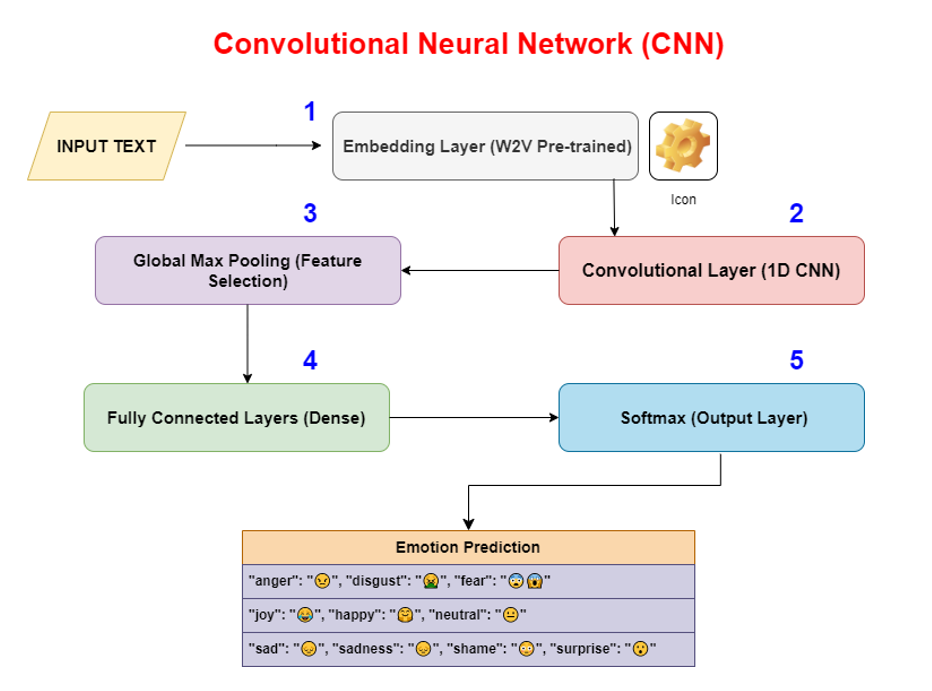 Convolutional Neural Network (CNN)
1
INPUT TEXT
Embedding Layer (W2V Pre-trained)
Icon
2
Convolutional Layer (1D CNN)
3
Global Max Pooling (Feature
Selection)
4
Fully Connected Layers (Dense)
5
Softmax (Output Layer)
Emotion Prediction
"anger": "😠", "disgust": "🤮", "fear": "😨😱"
"joy": "😂", "happy": "🤗", "neutral": "😐"
"sad": "😞", "sadness": "😞", "shame": "😳", "surprise": "😮"